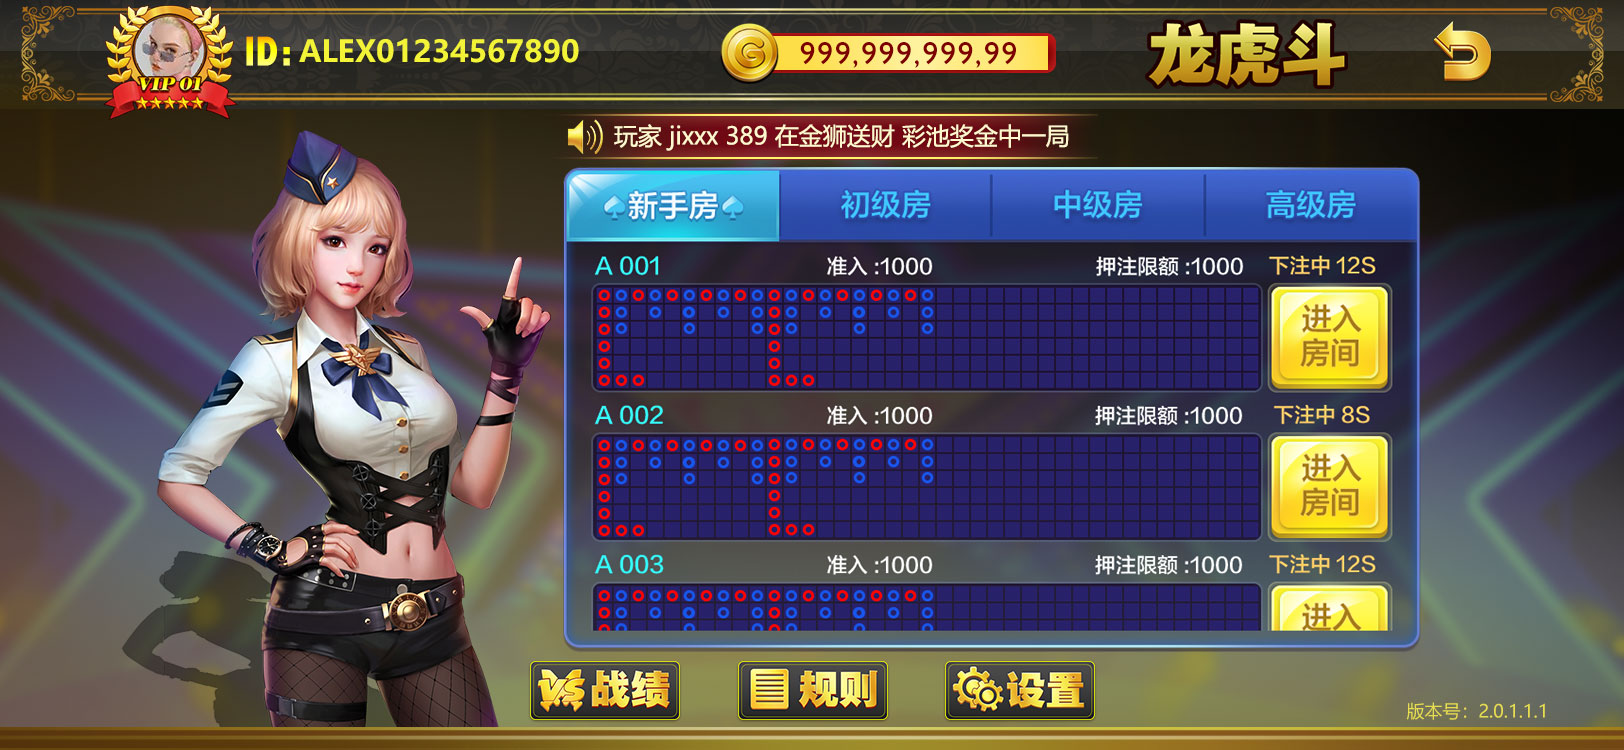 VIP 01
ID: ALEX01234567890
999,999,999,99
龙虎斗
玩家 jixxx 389 在金狮送财 彩池奖金中一局
新手房
初级房
中级房
高级房
A 001 准入 :1000 押注限额 :1000 下注中 12S
进入
房间
A 002 准入 :1000 押注限额 :1000 下注中 8S
进入
房间
A 003 准入 :1000 押注限额 :1000 下注中 12S
进入
VS 战绩
规则
设置
版本号：2.0.1.1.1